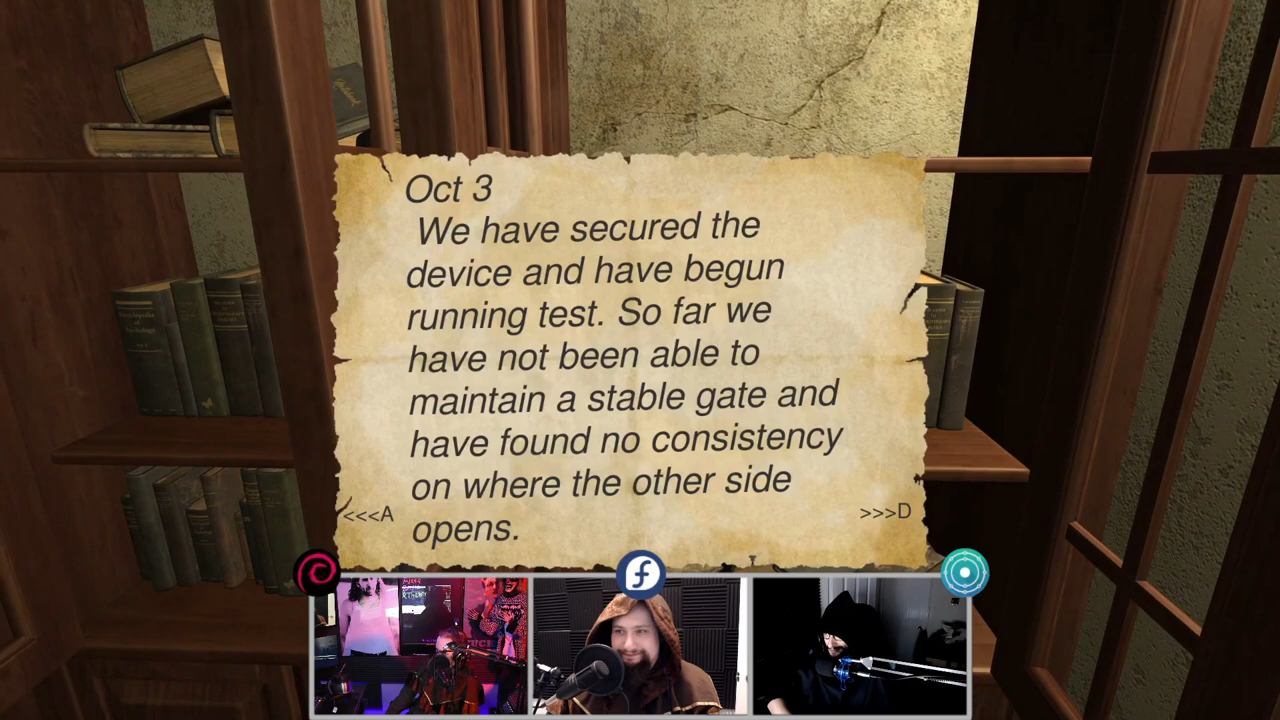 Oct 3
We have secured the
device and have begun
running test. So far we
have not been able to
maintain a stable gate and
have found no consistency
on where the other side
opens.
<<<A
>>>D